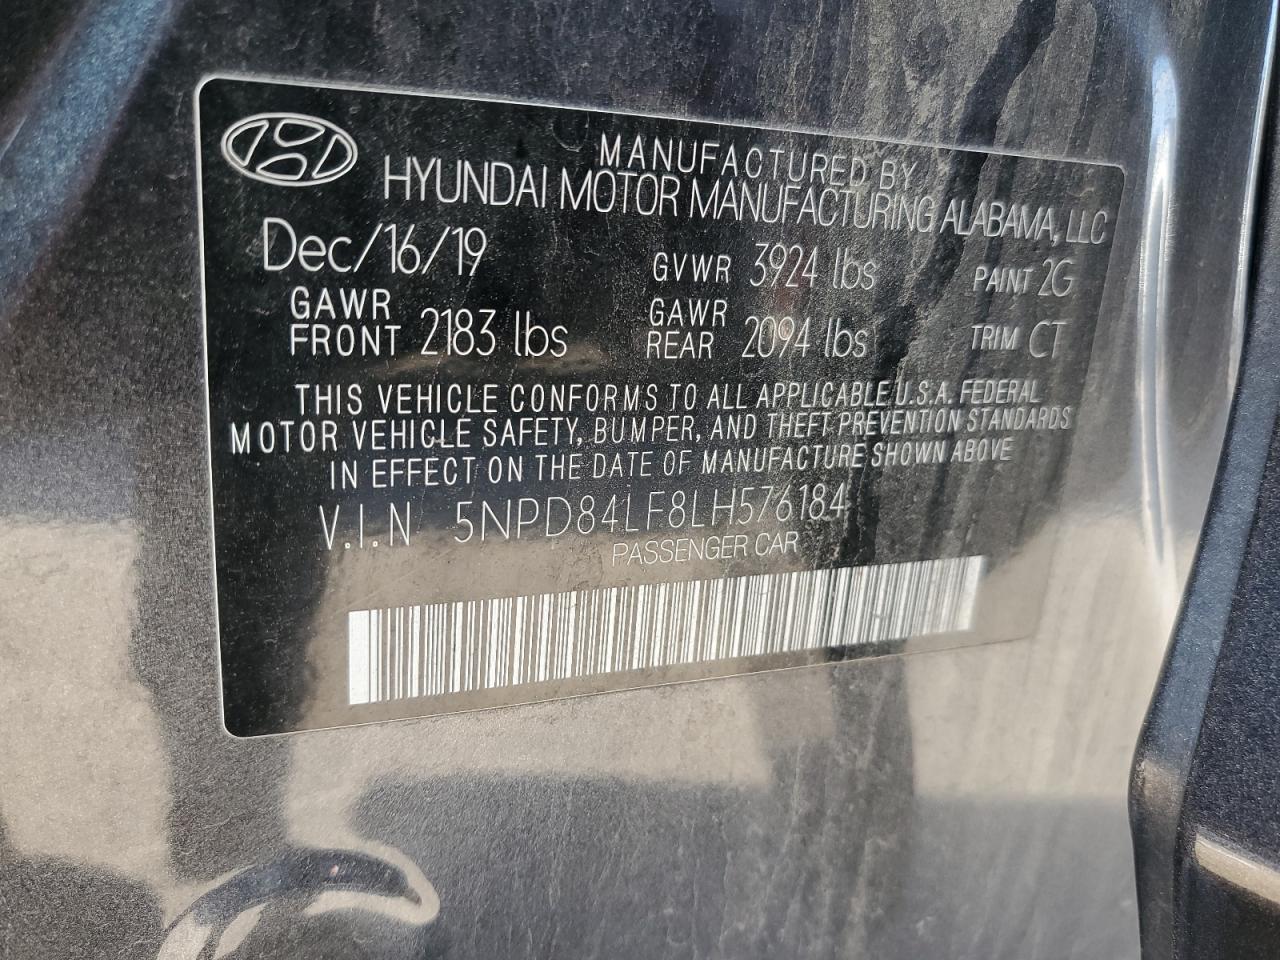 MANUFACTURED BY
HYUNDAI MOTOR MANUFACTURING ALABAMA, LLC
Dec/16/19 GVWR 3924 lbs PAINT 2G
GAWR FRONT 2183 lbs GAWR REAR 2094 lbs TRIM CT
THIS VEHICLE CONFORMS TO ALL APPLICABLE U.S.A. FEDERAL
MOTOR VEHICLE SAFETY, BUMPER, AND THEFT PREVENTION STANDARDS
IN EFFECT ON THE DATE OF MANUFACTURE SHOWN ABOVE
V.I.N 5NPD84LF8LH576184
PASSENGER CAR